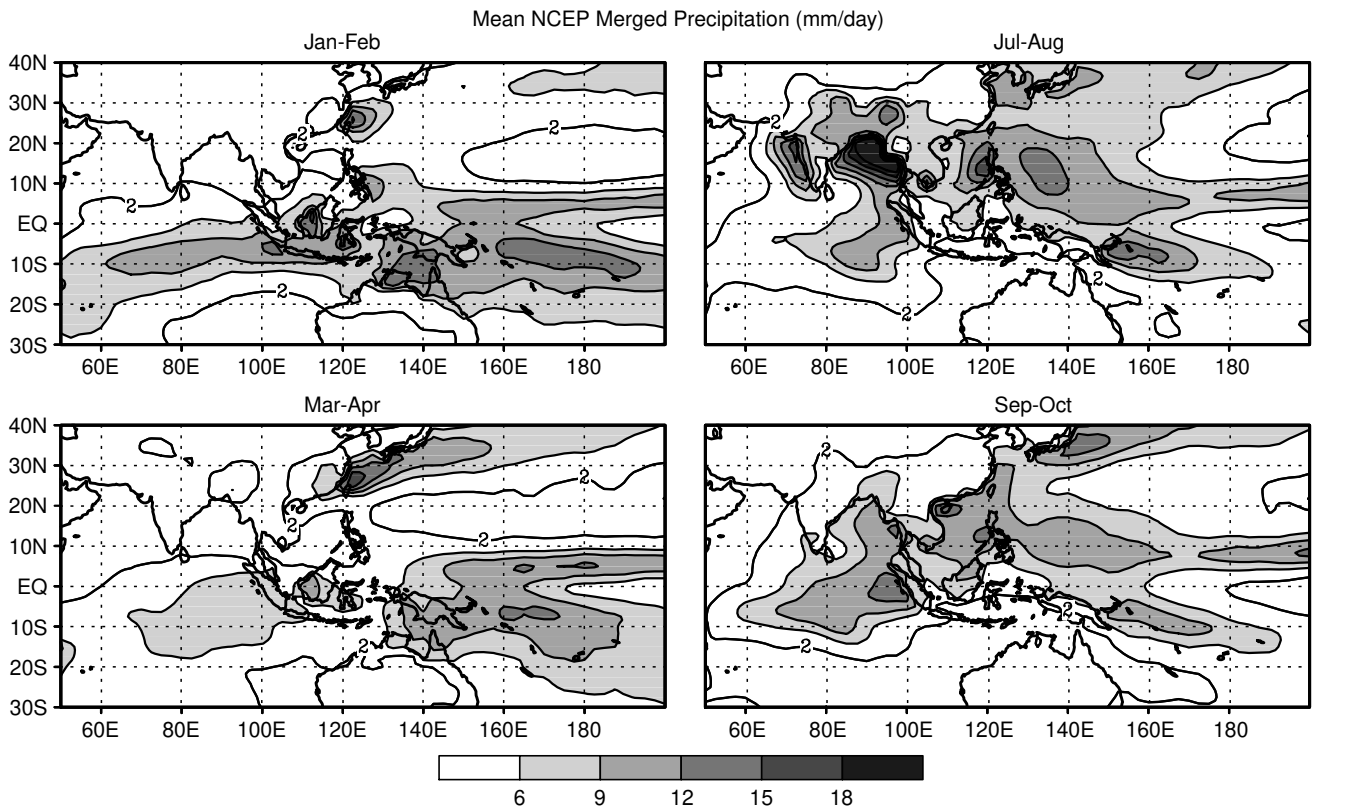 Mean NCEP Merged Precipitation (mm/day)
Jan-Feb
40N
30N
20N
10N
EQ
10S
20S
30S
2
2
2
2
60E 80E 100E 120E 140E 160E 180
Jul-Aug
2
2
2
60E 80E 100E 120E 140E 160E 180
Mar-Apr
40N
30N
20N
10N
EQ
10S
20S
30S
2
2
2
2
60E 80E 100E 120E 140E 160E 180
Sep-Oct
2
2
2
60E 80E 100E 120E 140E 160E 180
6 9 12 15 18